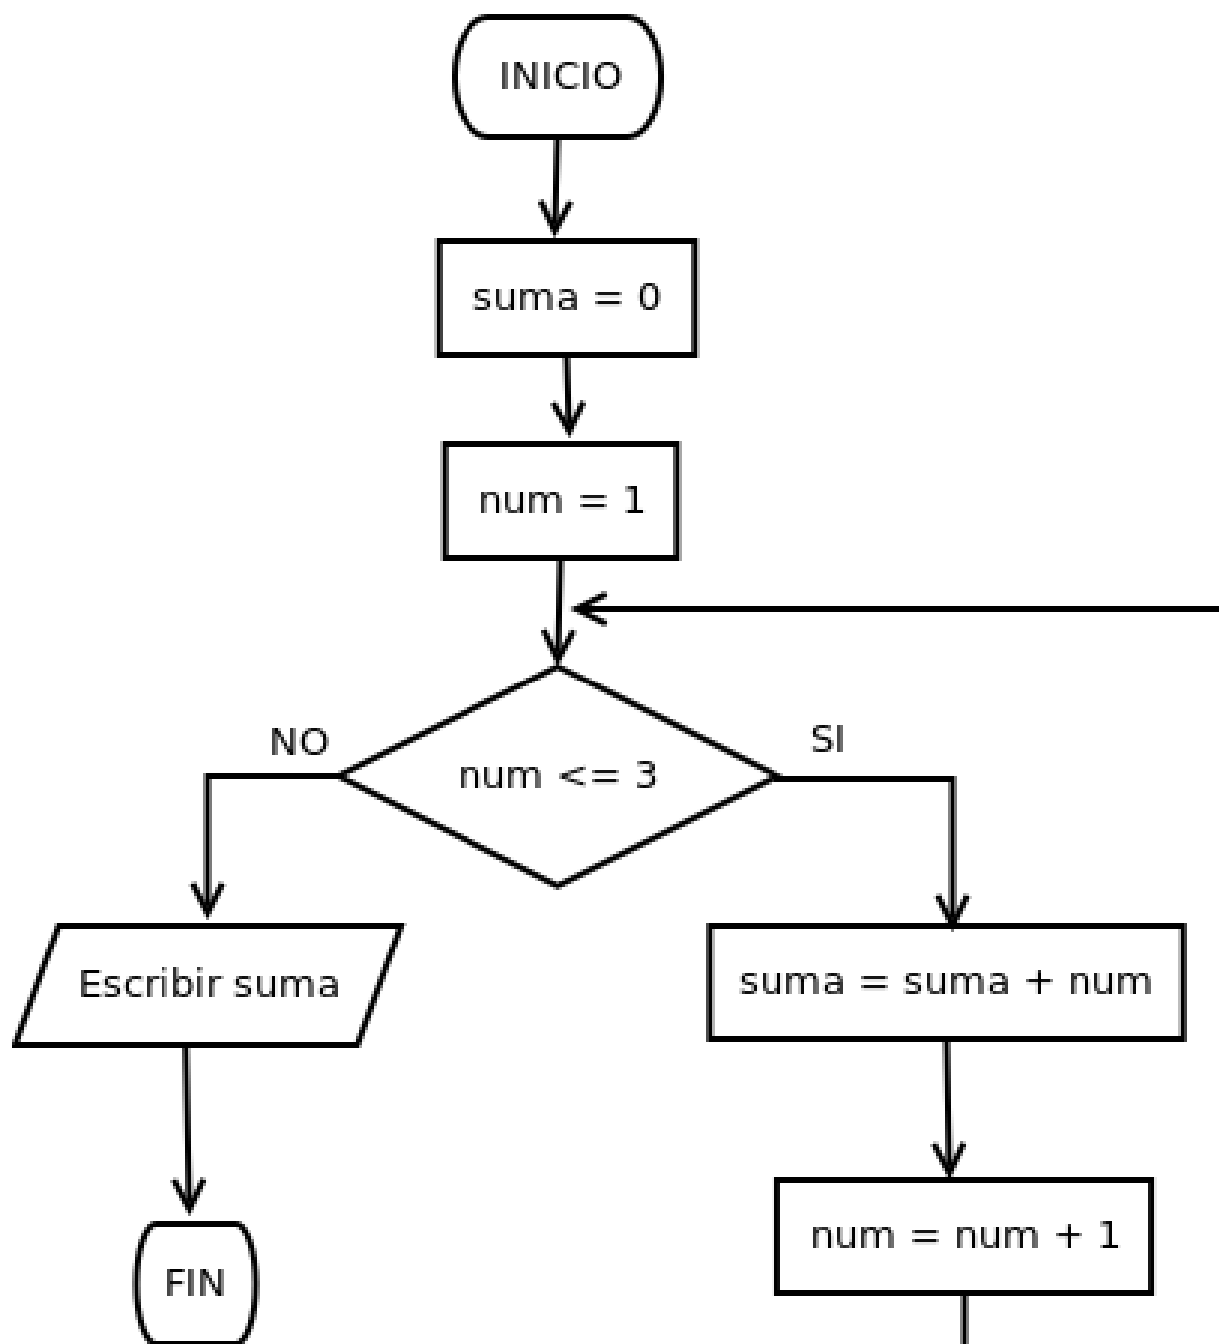 INICIO
suma = 0
num = 1
NO
SI
num <= 3
Escribir suma
suma = suma + num
num = num + 1
FIN